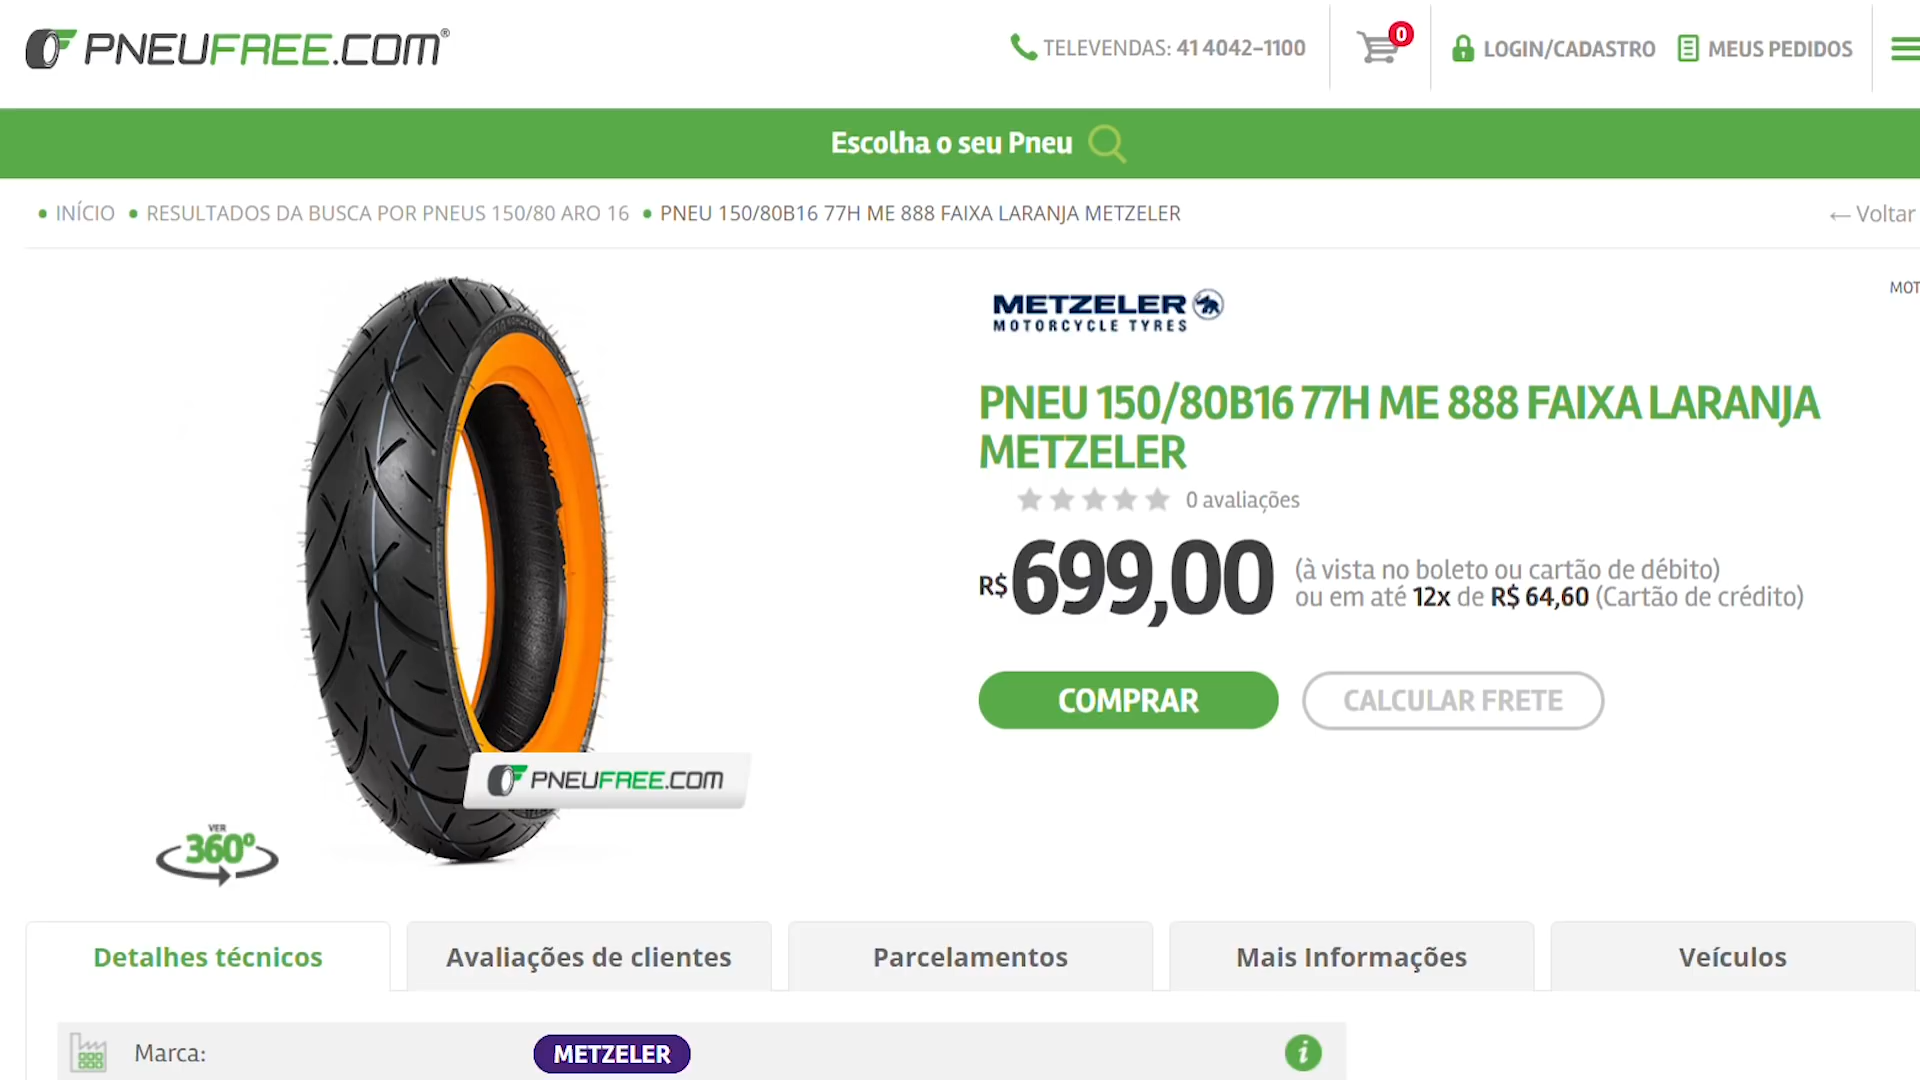 PNEUFREE.COM®
TELEVENDAS: 41 4042-1100
0
LOGIN/CADASTRO
MEUS PEDIDOS
Escolha o seu Pneu
INÍCIO
RESULTADOS DA BUSCA POR PNEUS 150/80 ARO 16
PNEU 150/80B16 77H ME 888 FAIXA LARANJA METZELER
← Voltar
MOT
METZELER
MOTORCYCLE TYRES
PNEU 150/80B16 77H ME 888 FAIXA LARANJA
METZELER
0 avaliações
R$ 699,00
(à vista no boleto ou cartão de débito)
ou em até 12x de R$ 64,60 (Cartão de crédito)
COMPRAR
CALCULAR FRETE
PNEUFREE.COM
VER
360º
Detalhes técnicos
Avaliações de clientes
Parcelamentos
Mais Informações
Veículos
Marca:
METZELER
i